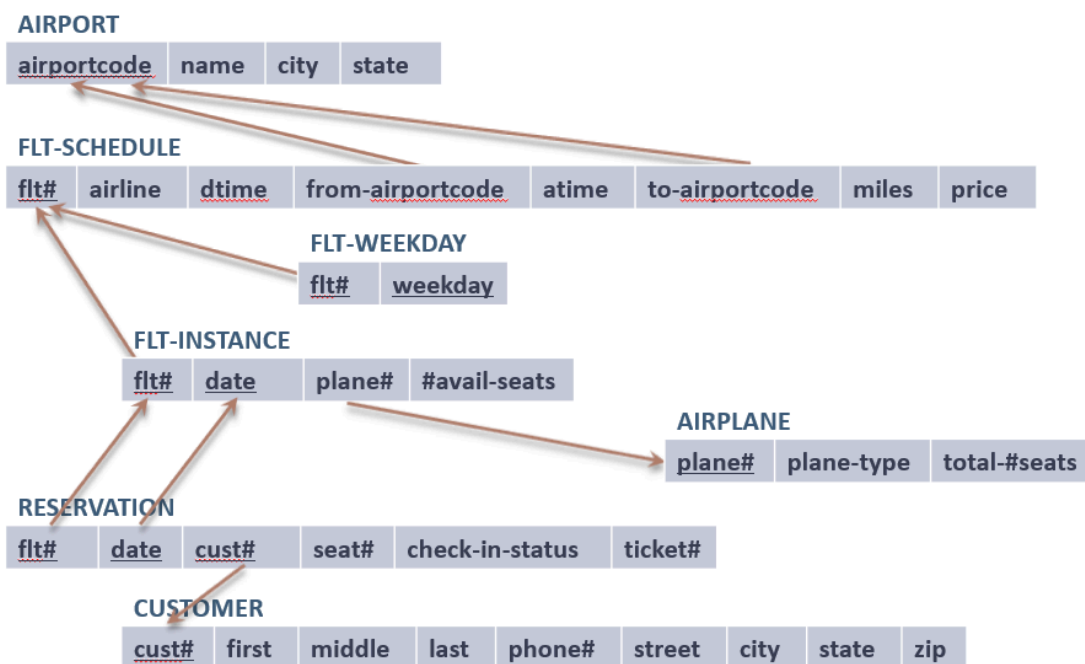 AIRPORT
airportcode name city state
FLT-SCHEDULE
flt# airline dtime from-airportcode atime to-airportcode miles price
FLT-WEEKDAY
flt# weekday
FLT-INSTANCE
flt# date plane# #avail-seats
AIRPLANE
plane# plane-type total-#seats
RESERVATION
flt# date cust# seat# check-in-status ticket#
CUSTOMER
cust# first middle last phone# street city state zip